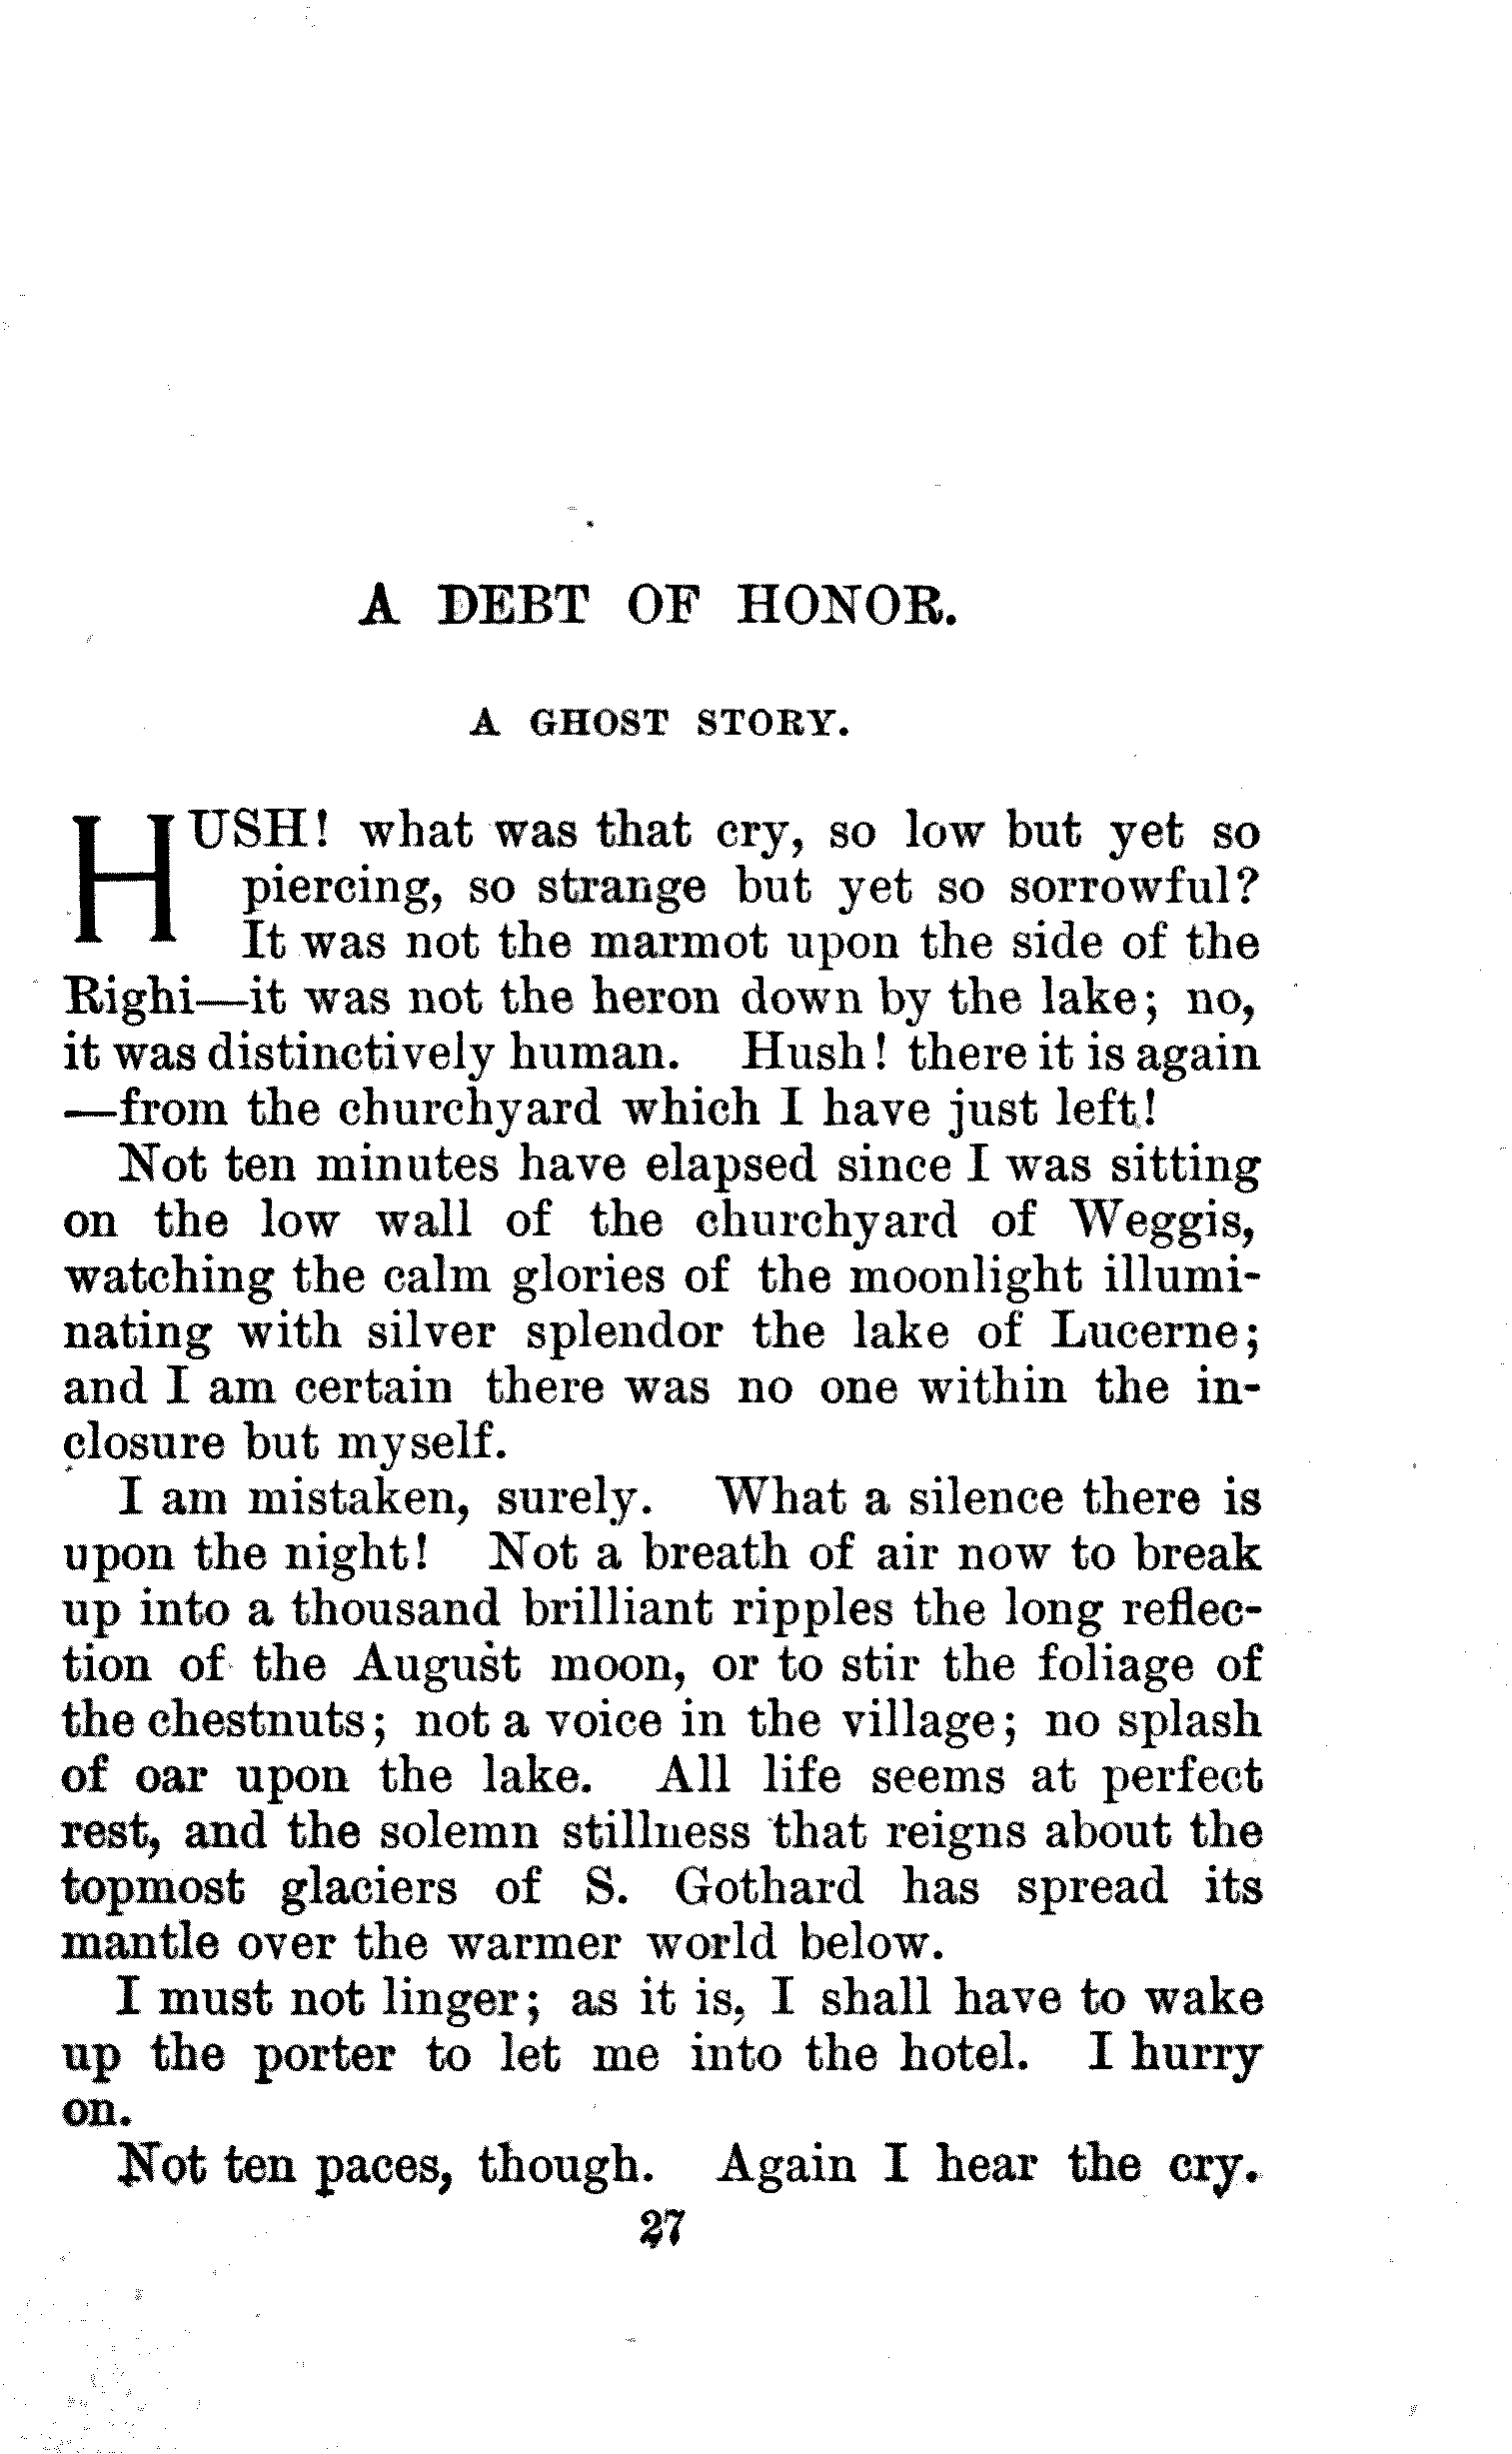 A DEBT OF HONOR.
A GHOST STORY.
HUSH! what was that cry, so low but yet so
piercing, so strange but yet so sorrowful?
It was not the marmot upon the side of the
Righi—it was not the heron down by the lake; no,
it was distinctively human. Hush! there it is again
—from the churchyard which I have just left!
Not ten minutes have elapsed since I was sitting
on the low wall of the churchyard of Weggis,
watching the calm glories of the moonlight illumi-
nating with silver splendor the lake of Lucerne;
and I am certain there was no one within the in-
closure but myself.
I am mistaken, surely. What a silence there is
upon the night! Not a breath of air now to break
up into a thousand brilliant ripples the long reflec-
tion of the August moon, or to stir the foliage of
the chestnuts; not a voice in the village; no splash
of oar upon the lake. All life seems at perfect
rest, and the solemn stillness that reigns about the
topmost glaciers of S. Gothard has spread its
mantle over the warmer world below.
I must not linger; as it is, I shall have to wake
up the porter to let me into the hotel. I hurry
on.
Not ten paces, though. Again I hear the cry.
27